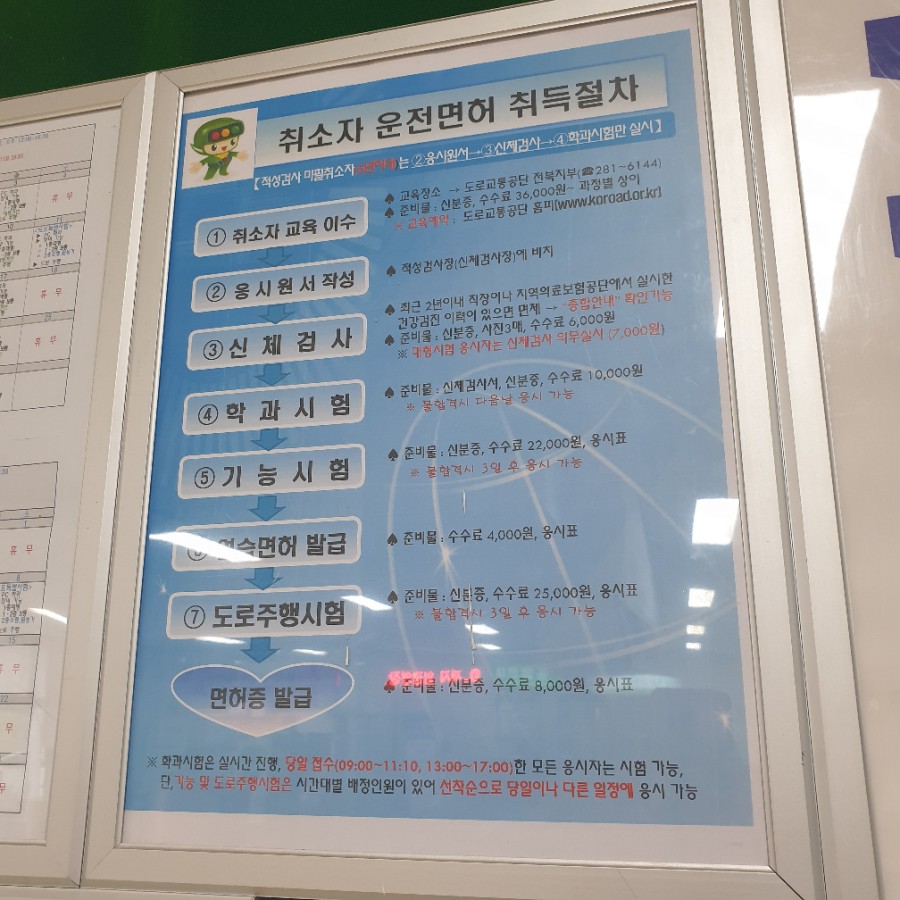 취소자 운전면허 취득절차
【적성검사 미필취소자 는 ②응시원서→③신체검사→④학과시험만 실시】
① 취소자 교육 이수
♠ 교육장소 → 도로교통공단 전북지부(☎281~6144)
♠ 준비물 : 신분증, 수수료 36,000원~ 과정별 상이
※ 교육예약 : 도로교통공단 홈피[www.koroad.or.kr]
② 응시원서 작성
♠ 적성검사장(신체검사장)에 비치
③ 신체검사
♠ 최근 2년이내 직장이나 지역의료보험공단에서 실시한
건강검진 이력이 있으면 면제 → "종합안내" 확인가능
♠ 준비물 : 신분증, 사진3매, 수수료 6,000원
※ 대형시험 응시자는 신체검사 의무실시 (7,000원)
④ 학과시험
♠ 준비물 : 신체검사서, 신분증, 수수료 10,000원
※ 불합격시 다음날 응시 가능
⑤ 기능시험
♠ 준비물 : 신분증, 수수료 22,000원, 응시표
※ 불합격시 3일 후 응시 가능
⑥ 연습면허 발급
♠ 준비물 : 수수료 4,000원, 응시표
⑦ 도로주행시험
♠ 준비물 : 신분증, 수수료 25,000원, 응시표
※ 불합격시 3일 후 응시 가능
면허증 발급
♠ 준비물 : 신분증, 수수료 8,000원, 응시표
※ 학과시험은 실시간 진행, 당일 접수(09:00~11:10, 13:00~17:00)한 모든 응시자는 시험 가능,
단,기능 및 도로주행시험은 시간대별 배정인원이 있어 선착순으로 당일이나 다른 일정에 응시 가능
휴 무
휴 무
휴 무
휴 무
휴 무